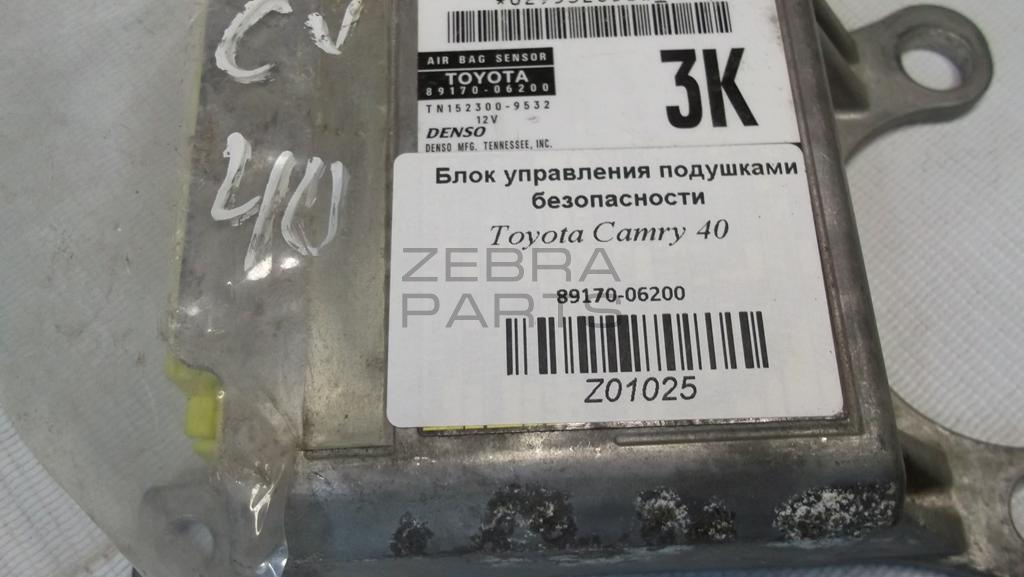 CV
40
AIR BAG SENSOR
TOYOTA
89170-06200
TN152300-9532
12V
DENSO
DENSO MFG. TENNESSEE, INC.
3K
Блок управления подушками
безопасности
Toyota Camry 40
ZEBRA
PARTS
89170-06200
Z01025